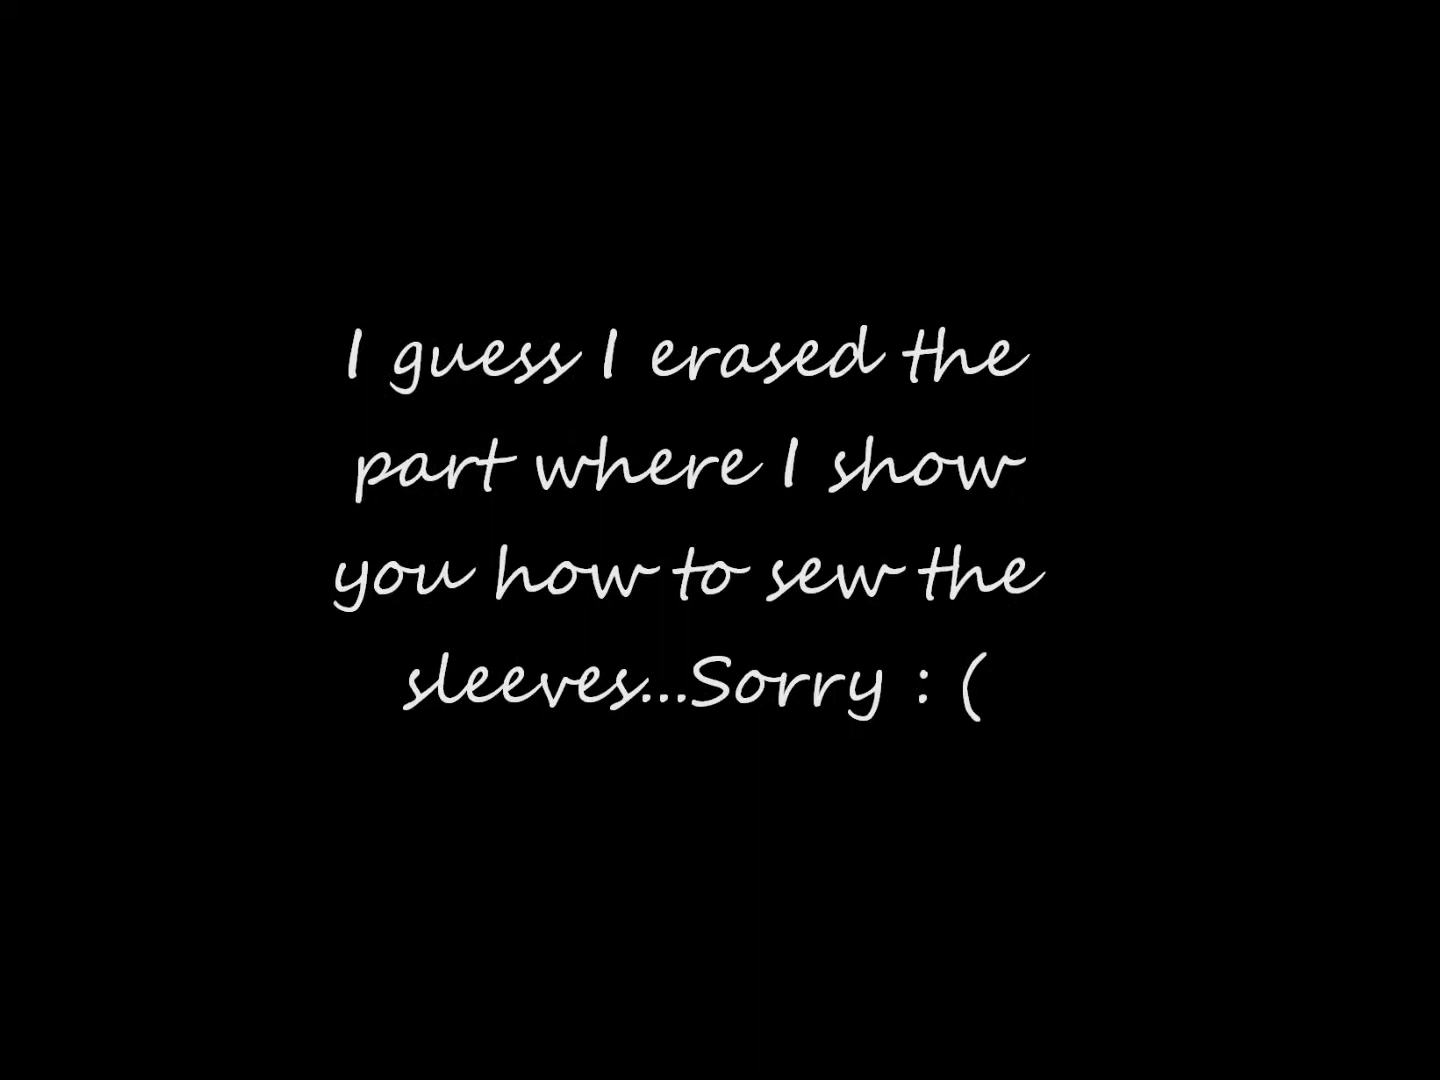 I guess I erased the
part where I show
you how to sew the
sleeves...Sorry : (